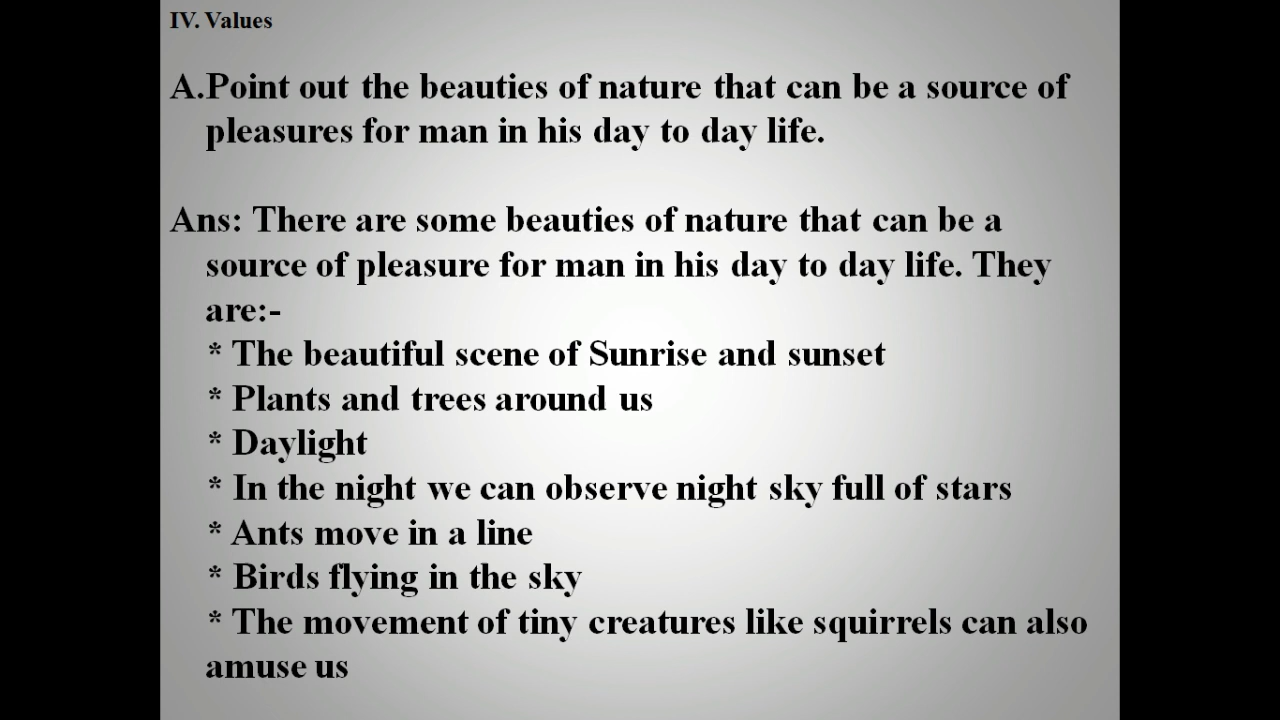 IV. Values
A.Point out the beauties of nature that can be a source of
pleasures for man in his day to day life.
Ans: There are some beauties of nature that can be a
source of pleasure for man in his day to day life. They
are:-
* The beautiful scene of Sunrise and sunset
* Plants and trees around us
* Daylight
* In the night we can observe night sky full of stars
* Ants move in a line
* Birds flying in the sky
* The movement of tiny creatures like squirrels can also
amuse us